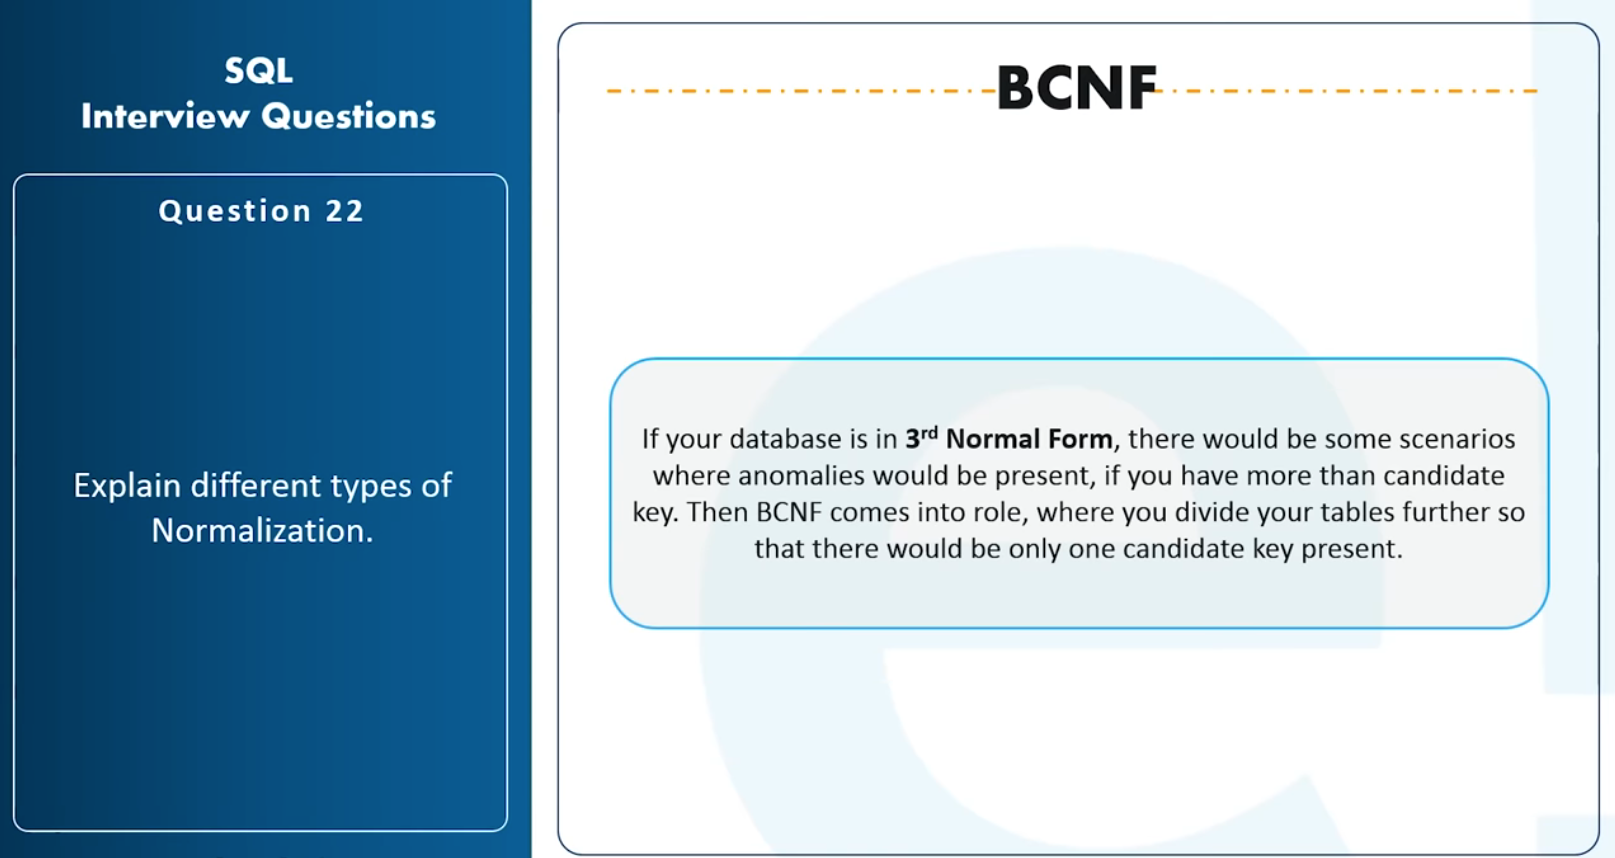 SQL
Interview Questions
Question 22
Explain different types of
Normalization.
BCNF
If your database is in 3rd Normal Form, there would be some scenarios
where anomalies would be present, if you have more than candidate
key. Then BCNF comes into role, where you divide your tables further so
that there would be only one candidate key present.